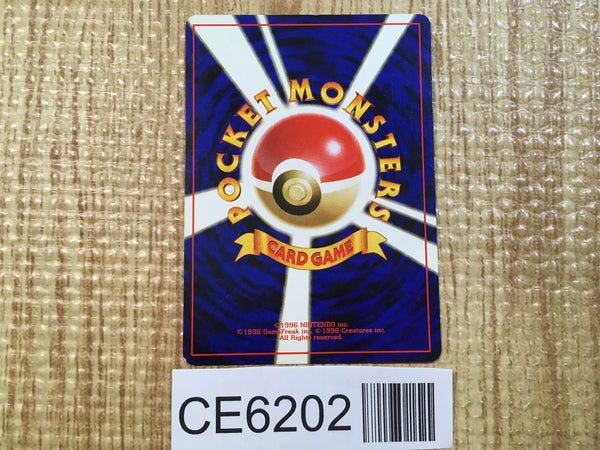 POCKET MONSTERS
CARD GAME
©1996 NINTENDO inc.
©1996 GameFreak inc. ©1996 Creatures inc.
All Rights reserved.
CE6202